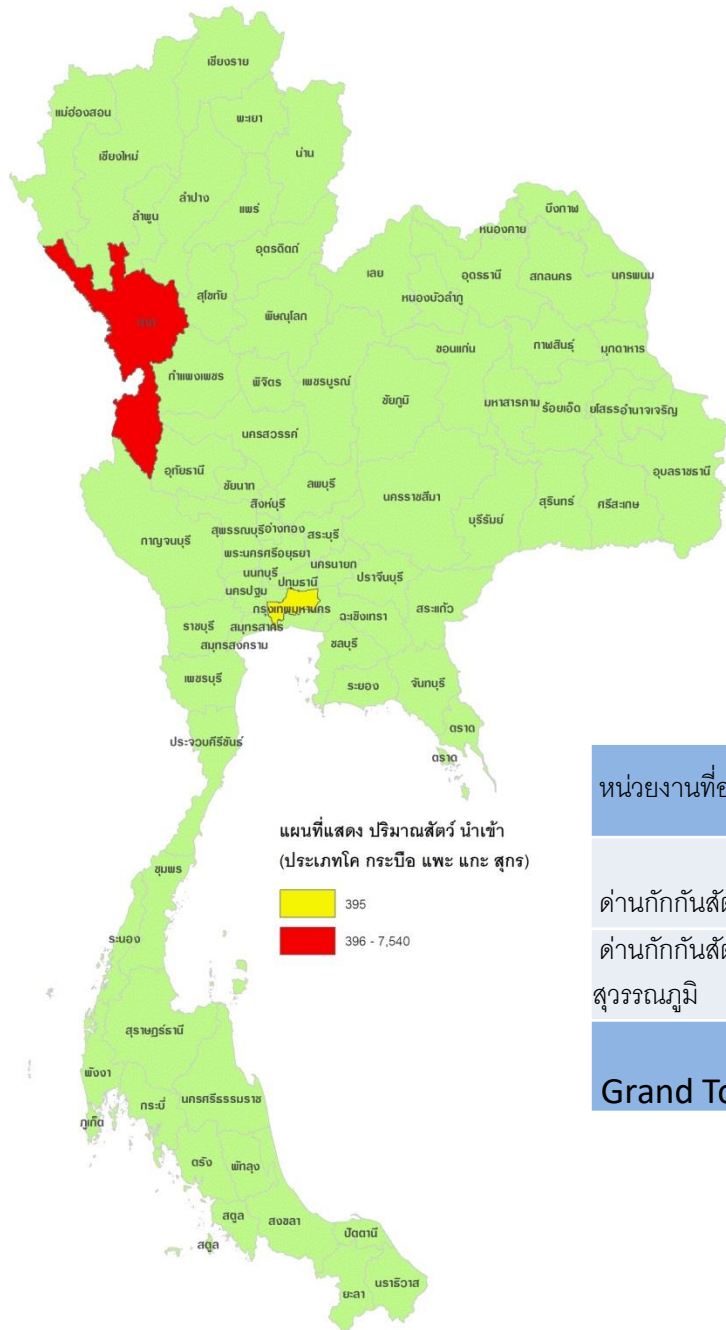 เชียงราย
แม่ฮ่องสอน
พะเยา
เชียงใหม่
น่าน
ลำปาง
ลำพูน
แพร่
บึงกาฬ
หนองคาย
อุตรดิตถ์
เลย
อุดรธานี
สกลนคร
นครพนม
สุโขทัย
หนองบัวลำภู
พิษณุโลก
ตาก
ขอนแก่น
กาฬสินธุ์
มุกดาหาร
กำแพงเพชร
พิจิตร
เพชรบูรณ์
ชัยภูมิ
มหาสารคาม
ร้อยเอ็ด
ยโสธร
อำนาจเจริญ
นครสวรรค์
อุทัยธานี
อุบลราชธานี
ชัยนาท
ลพบุรี
นครราชสีมา
สิงห์บุรี
บุรีรัมย์
สุรินทร์
ศรีสะเกษ
สุพรรณบุรี
อ่างทอง
สระบุรี
กาญจนบุรี
พระนครศรีอยุธยา
นครนายก
นนทบุรี
ปทุมธานี
ปราจีนบุรี
นครปฐม
กรุงเทพมหานคร
ฉะเชิงเทรา
สระแก้ว
ราชบุรี
สมุทรสาคร
สมุทรสงคราม
ชลบุรี
เพชรบุรี
ระยอง
จันทบุรี
ตราด
ประจวบคีรีขันธ์
ตราด
แผนที่แสดง ปริมาณสัตว์ นำเข้า
(ประเภทโค กระบือ แพะ แกะ สุกร)
395
396 - 7,540
หน่วยงานที่
ด่านกักกันสั
ด่านกักกันสั
สุวรรณภูมิ
Grand To
ชุมพร
ระนอง
สุราษฎร์ธานี
พังงา
กระบี่
นครศรีธรรมราช
ภูเก็ต
ตรัง
พัทลุง
สตูล
สงขลา
ปัตตานี
สตูล
ยะลา
นราธิวาส